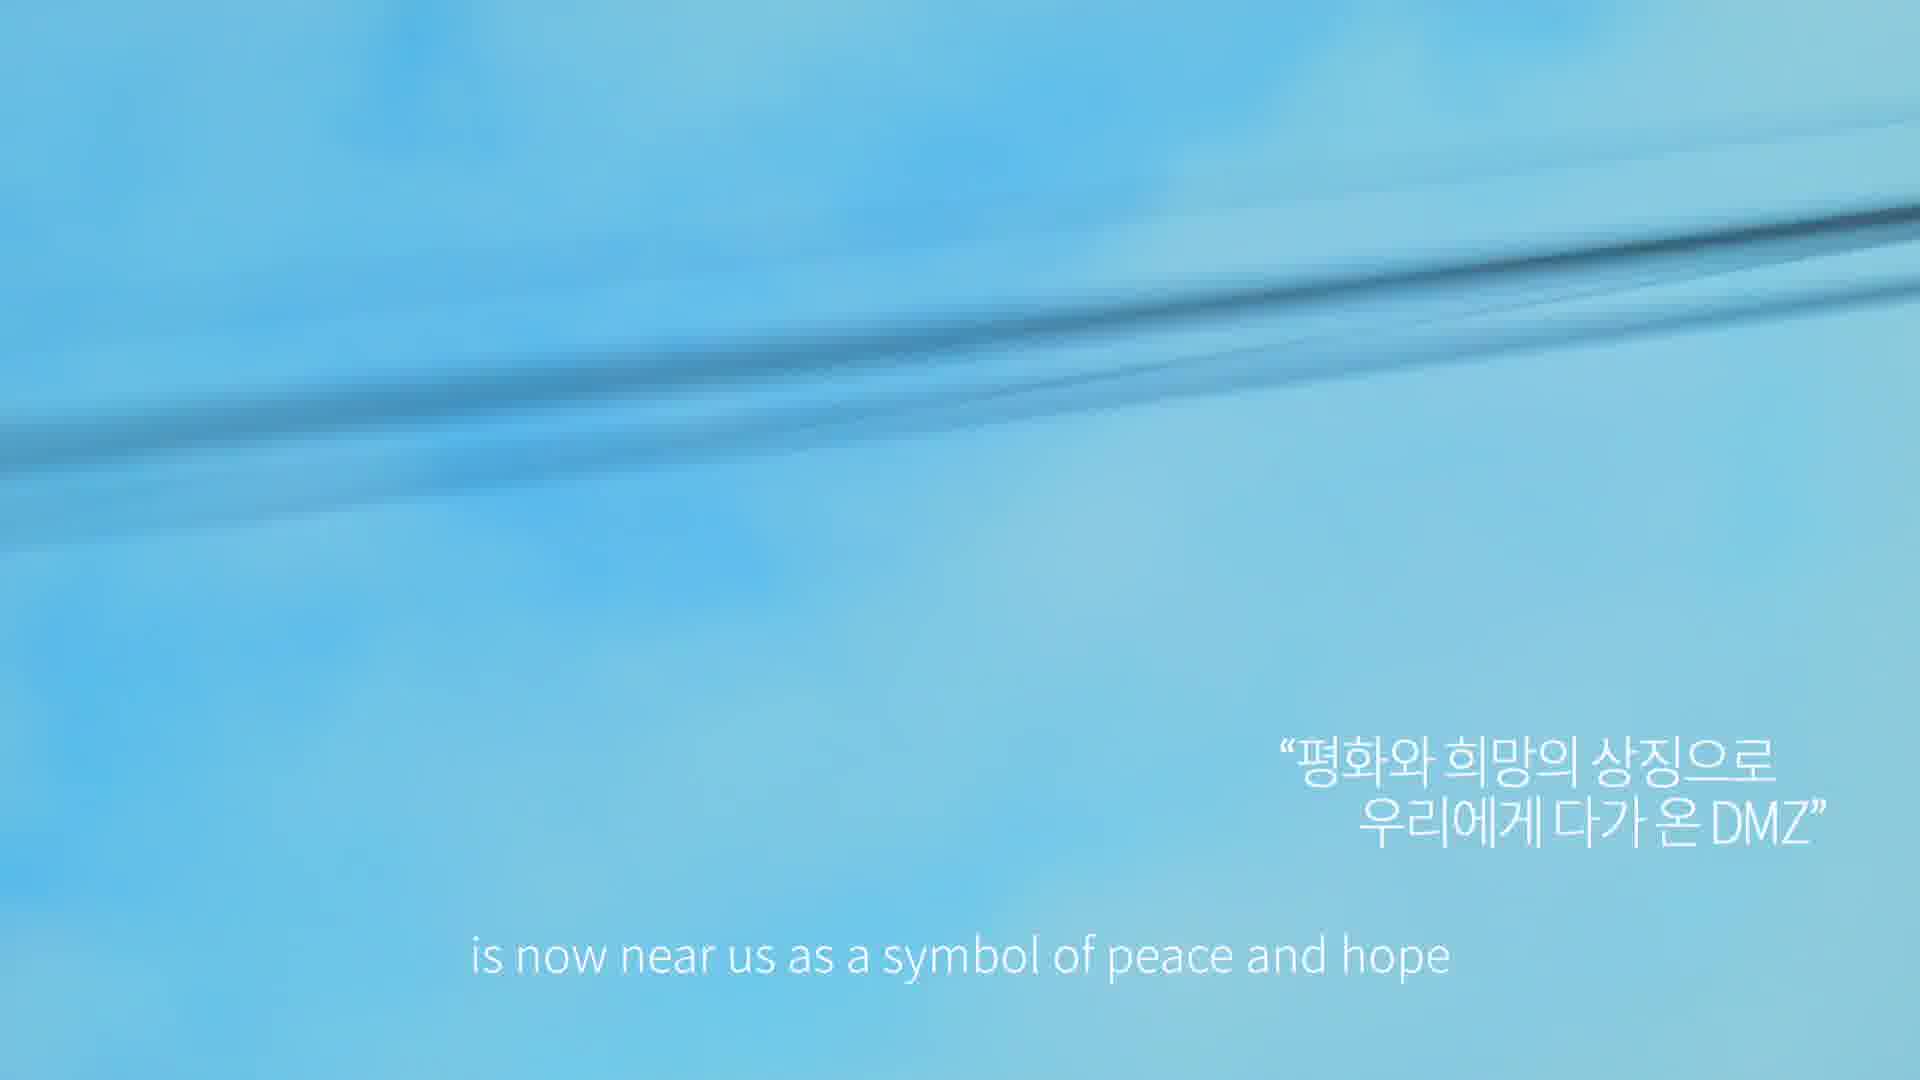 “평화와 희망의 상징으로
우리에게 다가 온 DMZ”
is now near us as a symbol of peace and hope